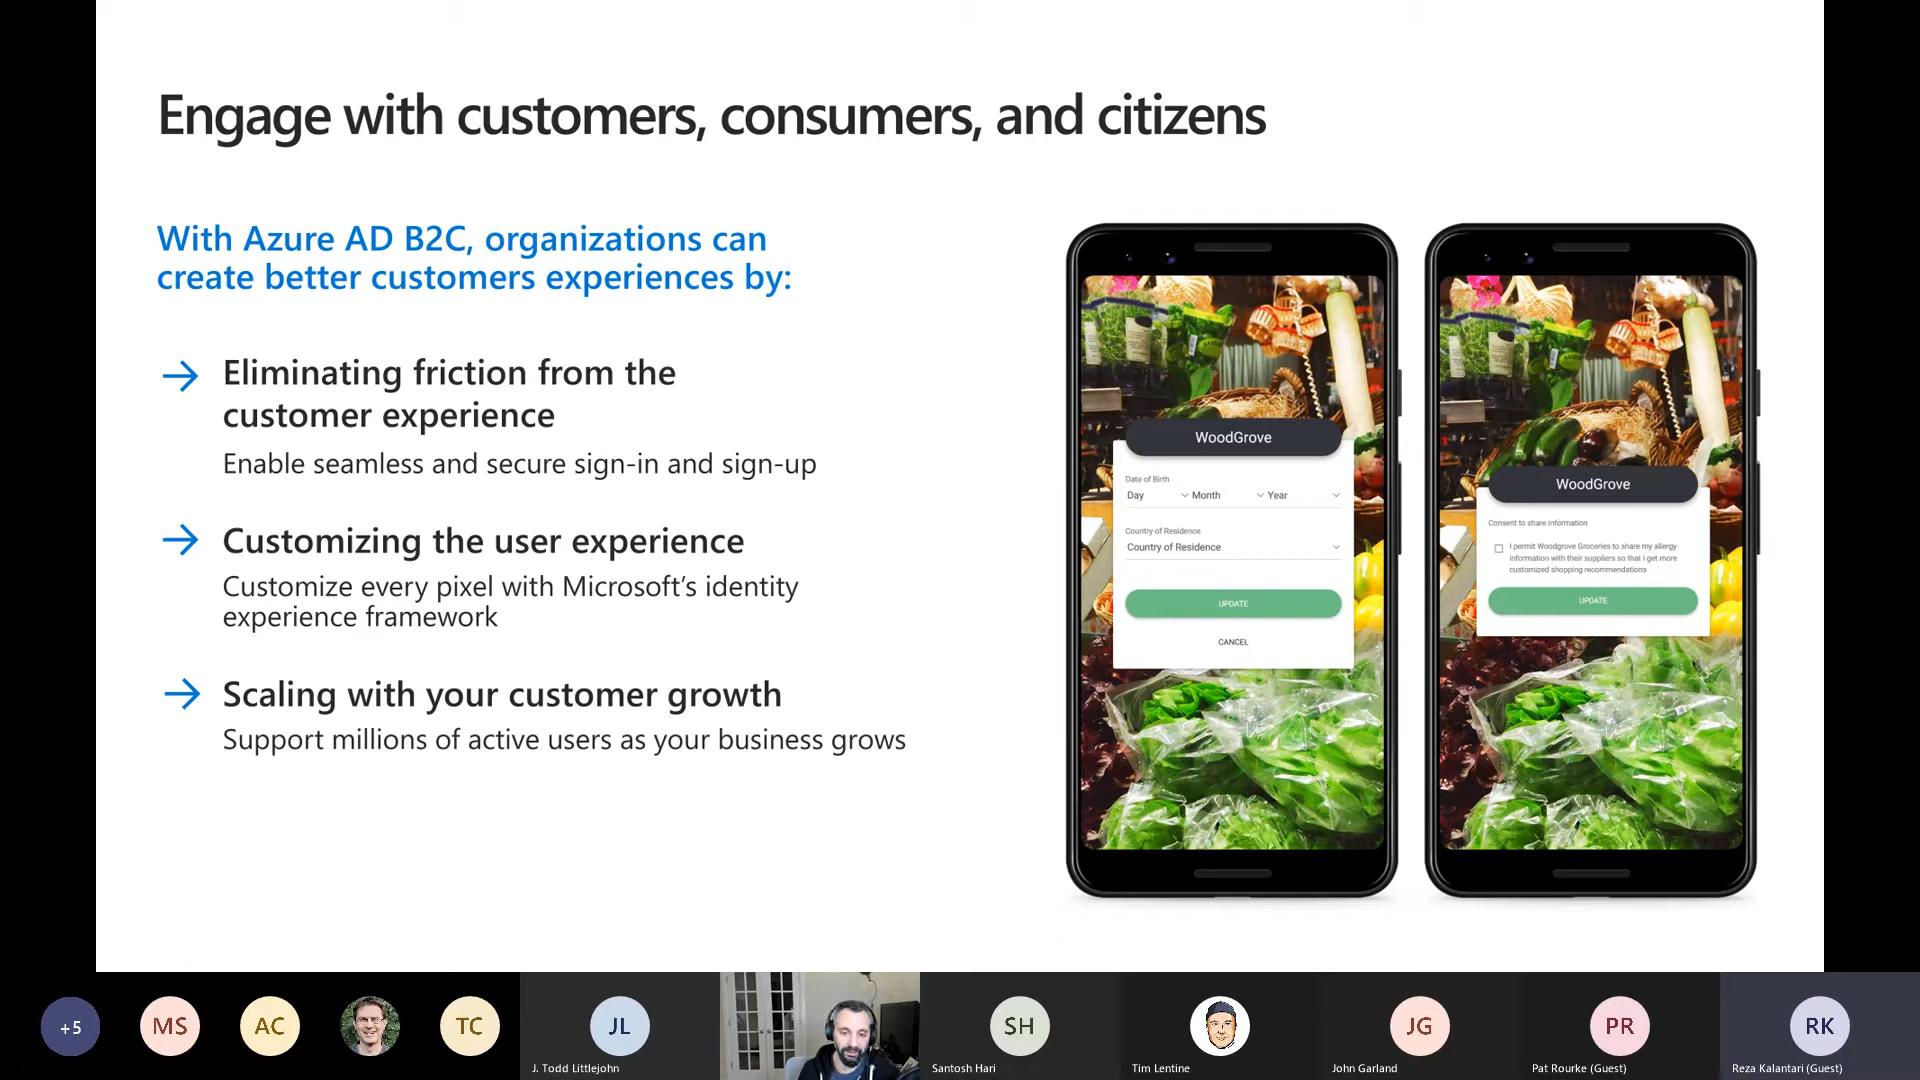 Engage with customers, consumers, and citizens
With Azure AD B2C, organizations can
create better customers experiences by:
Eliminating friction from the
customer experience
Enable seamless and secure sign-in and sign-up
Customizing the user experience
Customize every pixel with Microsoft’s identity
experience framework
Scaling with your customer growth
Support millions of active users as your business grows
WoodGrove
Date of Birth
Day Month Year
Country of Residence
Country of Residence
UPDATE
CANCEL
WoodGrove
Consent to share information
I permit Woodgrove Groceries to share my allergy
information with their suppliers so that I get more
customized shopping recommendations
UPDATE
+5
MS
AC
TC
JL
J. Todd Littlejohn
SH
Santosh Hari
Tim Lentine
JG
John Garland
PR
Pat Rourke (Guest)
RK
Reza Kalantari (Guest)